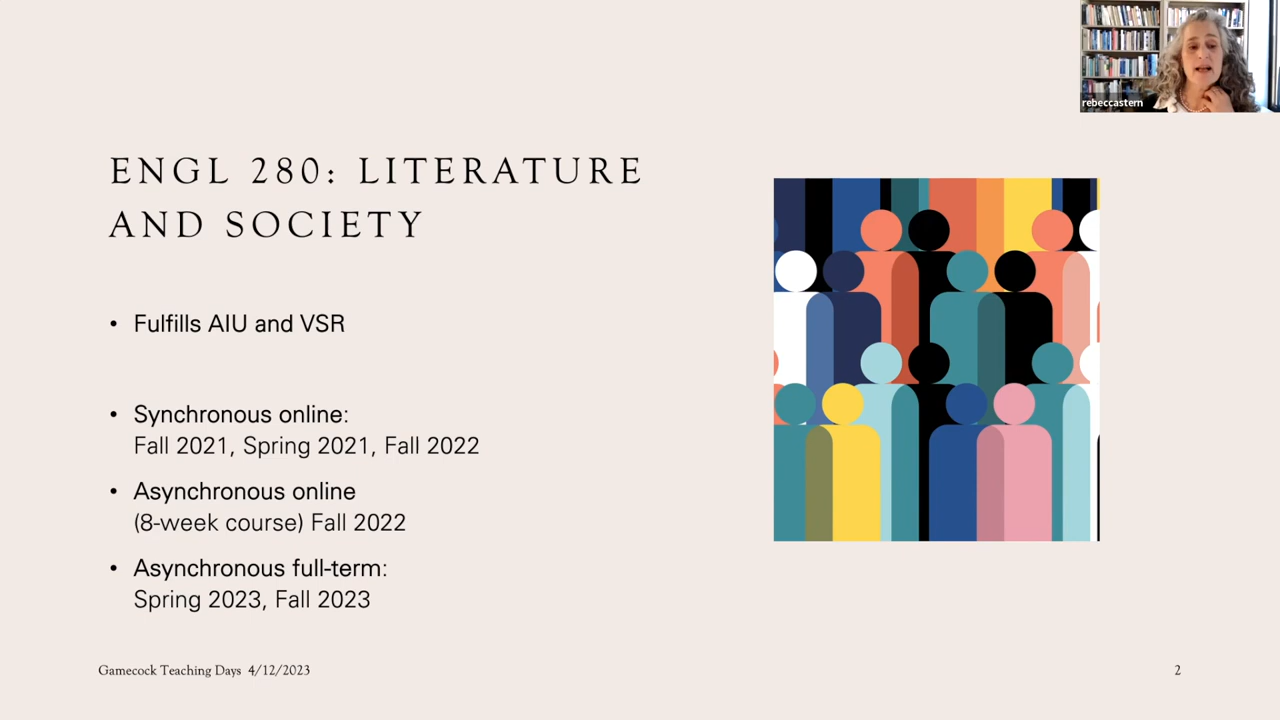 rebeccastern
ENGL 280: LITERATURE
AND SOCIETY
• Fulfills AIU and VSR
• Synchronous online:
Fall 2021, Spring 2021, Fall 2022
• Asynchronous online
(8-week course) Fall 2022
• Asynchronous full-term:
Spring 2023, Fall 2023
Gamecock Teaching Days 4/12/2023
2